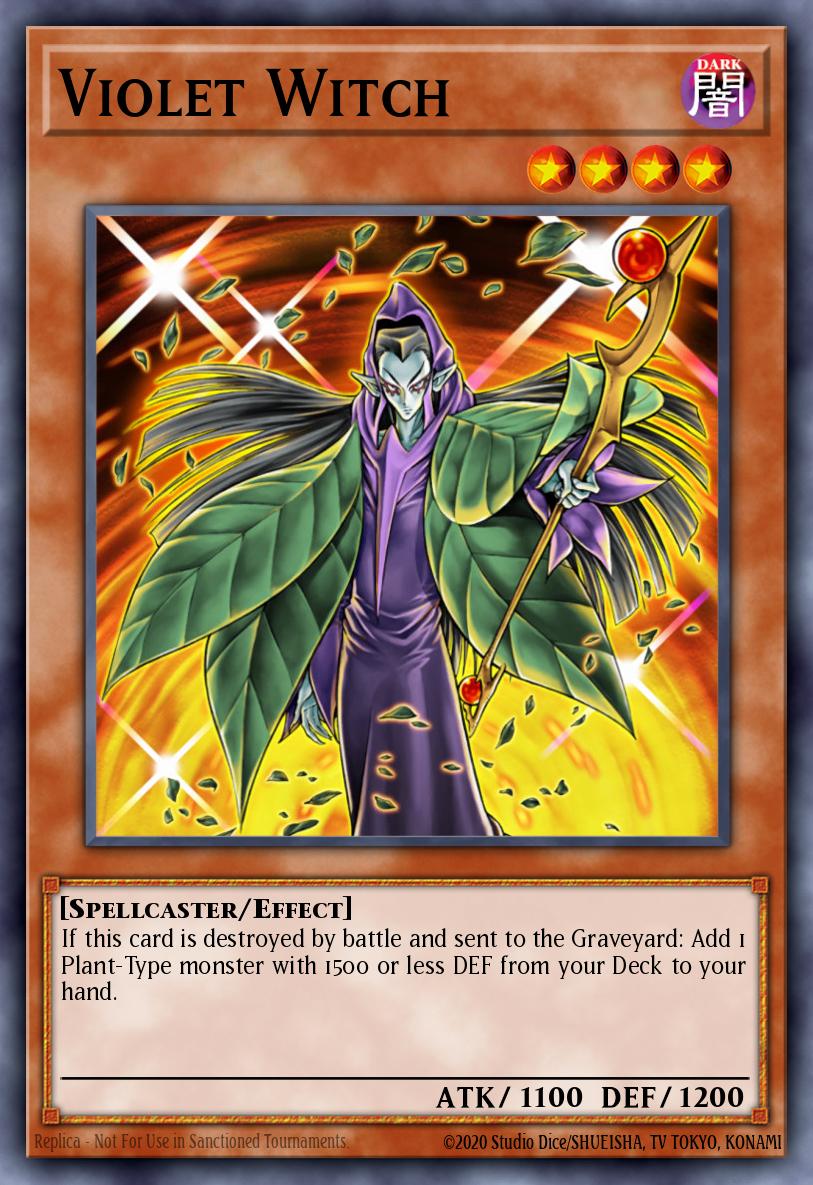 Violet Witch
DARK
闇
[Spellcaster/Effect]
If this card is destroyed by battle and sent to the Graveyard: Add 1
Plant-Type monster with 1500 or less DEF from your Deck to your
hand.
ATK/ 1100 DEF/ 1200
Replica - Not For Use in Sanctioned Tournaments.
©2020 Studio Dice/SHUEISHA, TV TOKYO, KONAMI